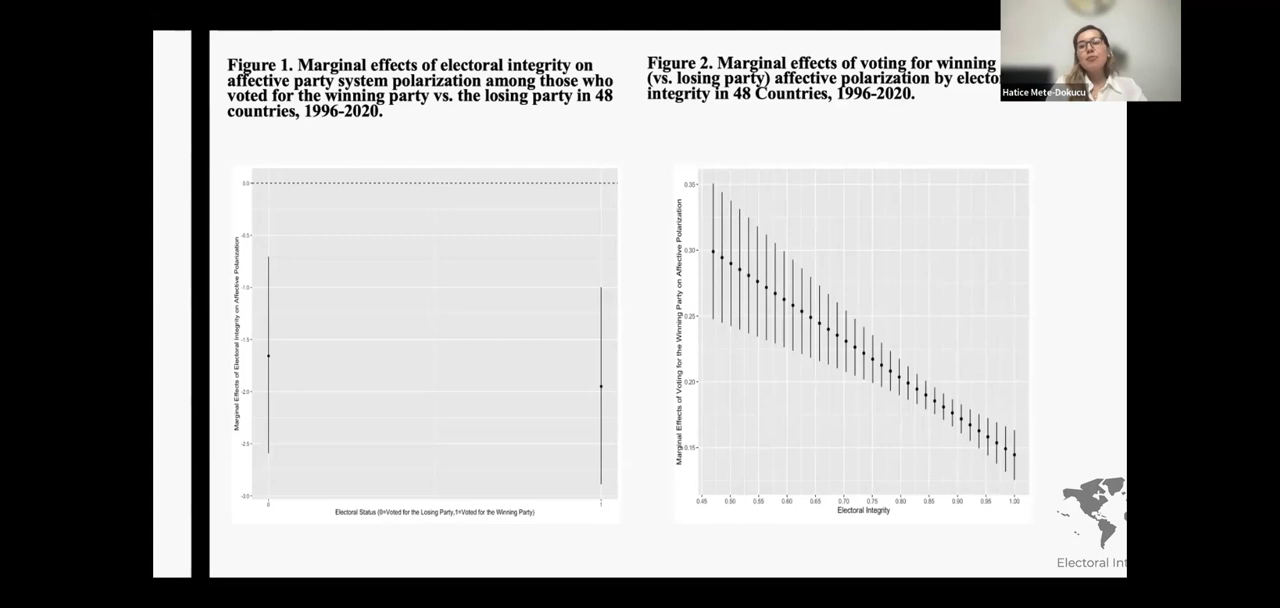 Figure 1. Marginal effects of electoral integrity on
affective party system polarization among those who
voted for the winning party vs. the losing party in 48
countries, 1996-2020.
Figure 2. Marginal effects of voting for winning
(vs. losing party) affective polarization by electo
integrity in 48 Countries, 1996-2020.
Hatice Mete-Dokucu
Marginal Effects of Electoral Integrity on Affective Polarization
0.0
-0.5
-1.0
-1.5
-2.0
-2.5
-3.0
0
1
Electoral Status (0=Voted for the Losing Party,1=Voted for the Winning Party)
Marginal Effects of Voting for the Winning Party on Affective Polarization
0.35
0.30
0.25
0.20
0.15
0.45 0.50 0.55 0.60 0.65 0.70 0.75 0.80 0.85 0.90 0.95 1.00
Electoral Integrity
Electoral Int